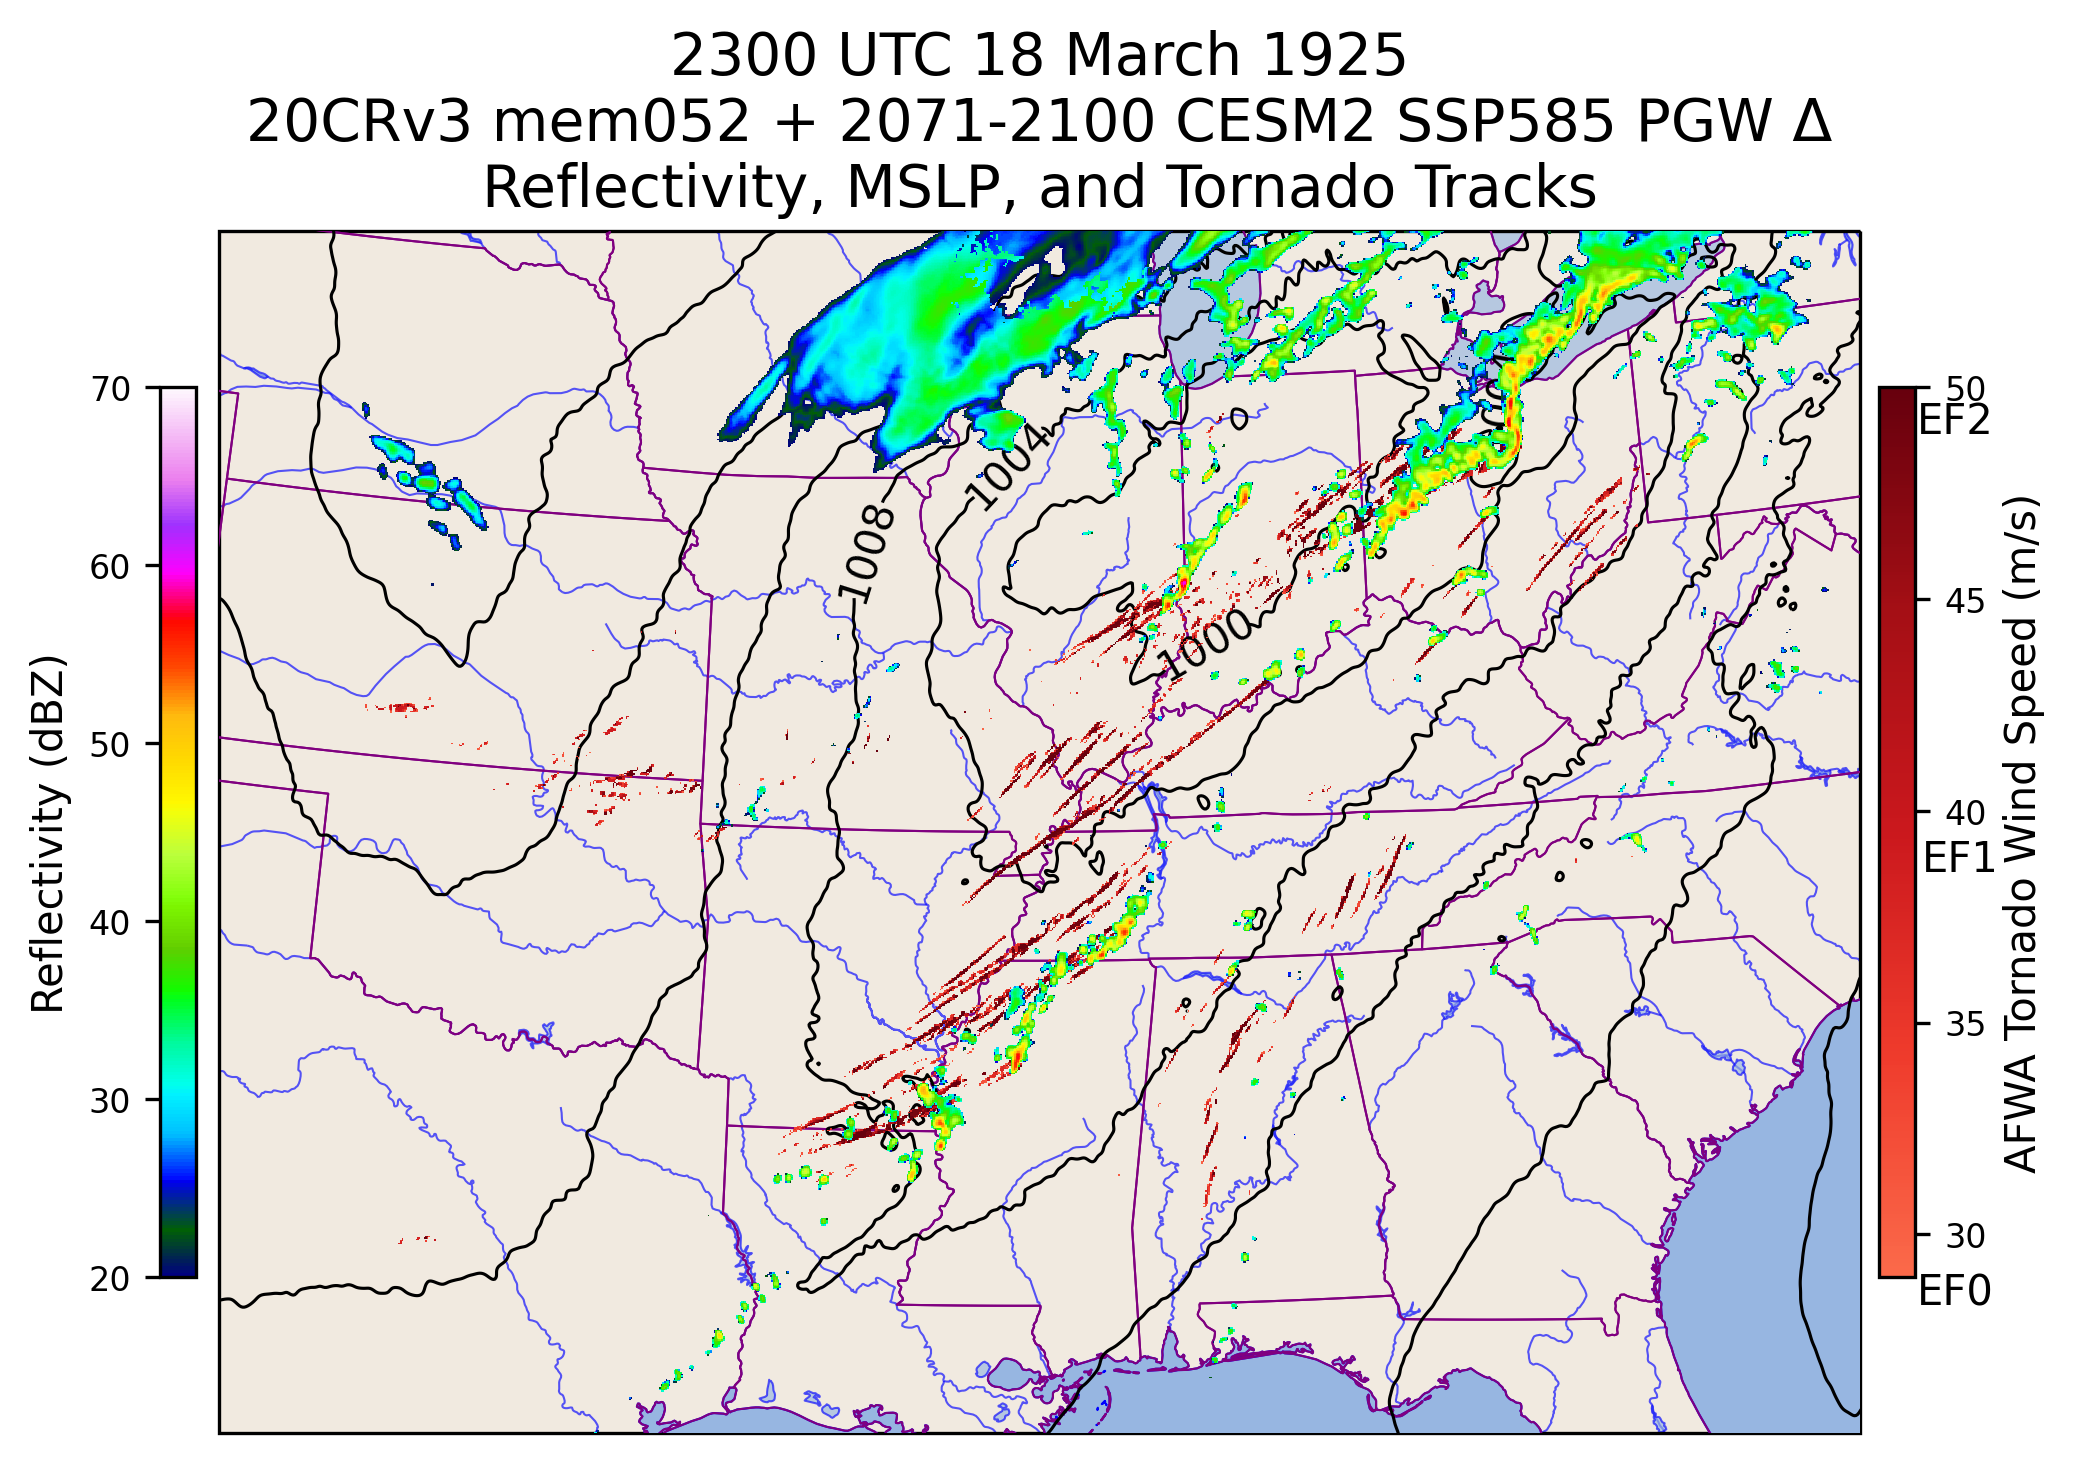 2300 UTC 18 March 1925
20CRv3 mem052 + 2071-2100 CESM2 SSP585 PGW Δ
Reflectivity, MSLP, and Tornado Tracks
70
60
50
40
30
20
Reflectivity (dBZ)
1004
1008
1000
50
EF2
45
40
EF1
35
30
EF0
AFWA Tornado Wind Speed (m/s)